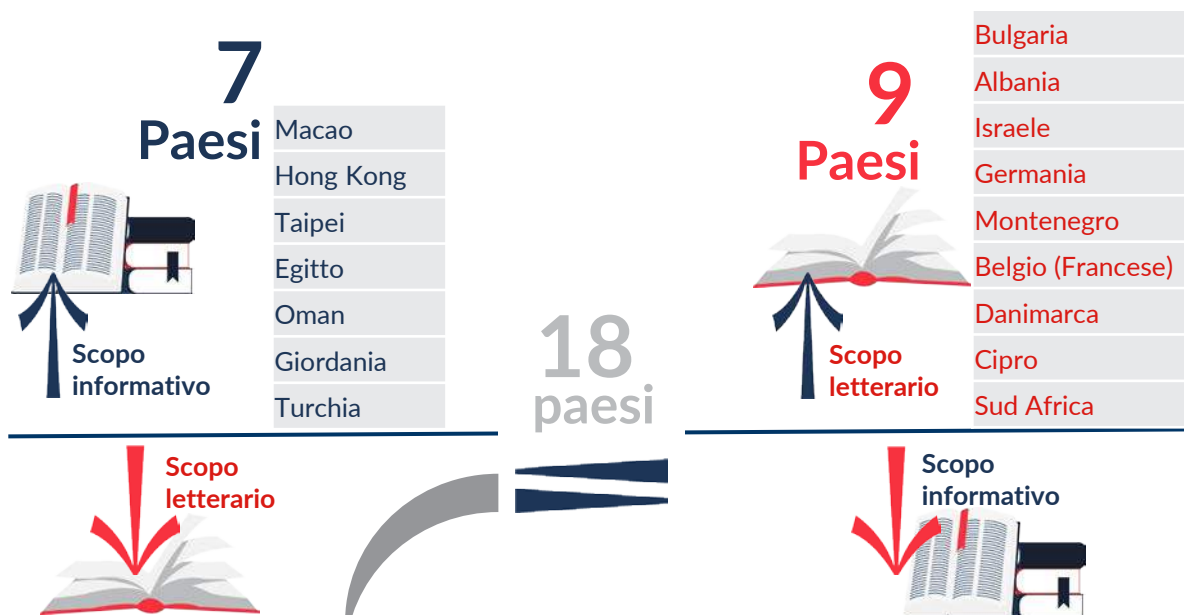 7
Paesi
Macao
Hong Kong
Taipei
Egitto
Oman
Giordania
Turchia
Scopo
informativo
Scopo
letterario
18
paesi
9
Paesi
Bulgaria
Albania
Israele
Germania
Montenegro
Belgio (Francese)
Danimarca
Cipro
Sud Africa
Scopo
letterario
Scopo
informativo